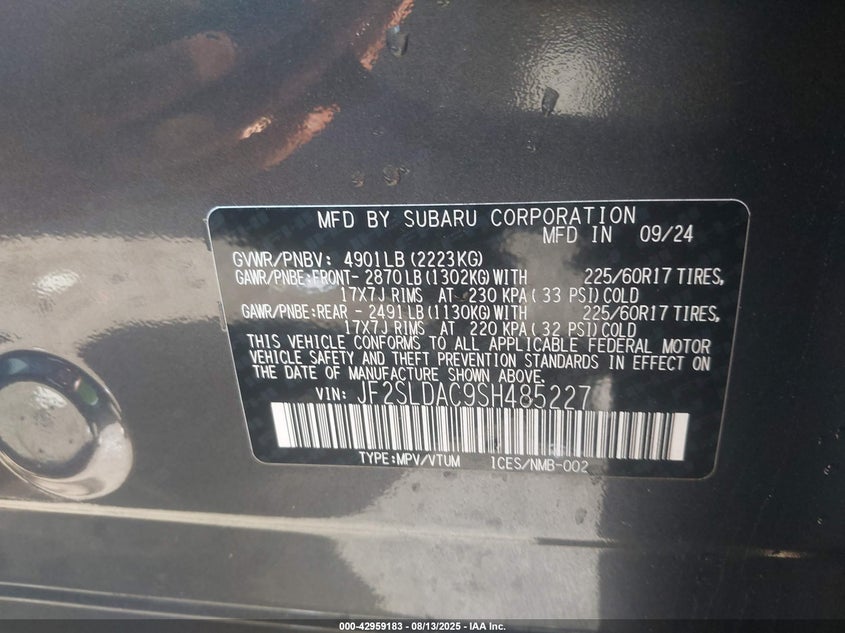 MFD BY SUBARU CORPORATION
MFD IN 09/24
GVWR/PNBV: 4901LB (2223KG)
GAWR/PNBE:FRONT- 2870LB (1302KG) WITH 225/60R17 TIRES,
17X7J RIMS AT 230 KPA ( 33 PSI) COLD
GAWR/PNBE:REAR - 2491LB (1130KG) WITH 225/60R17 TIRES,
17X7J RIMS AT 220 KPA ( 32 PSI) COLD
THIS VEHICLE CONFORMS TO ALL APPLICABLE FEDERAL MOTOR
VEHICLE SAFETY AND THEFT PREVENTION STANDARDS IN EFFECT ON
THE DATE OF MANUFACTURE SHOWN ABOVE.
VIN: JF2SLDAC9SH485227
TYPE:MPV/VTUM ICES/NMB-002
000-42959183 - 08/13/2025 - IAA Inc.